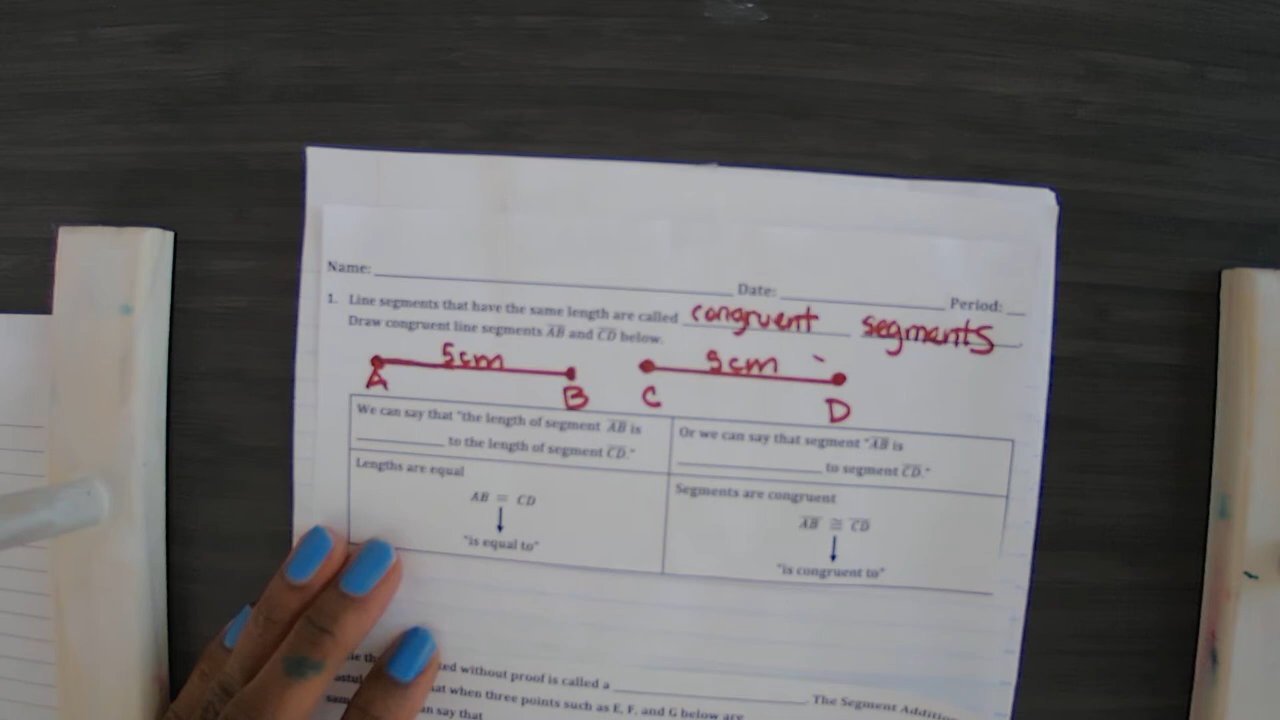 Name: Date: Period:
1. Line segments that have the same length are called congruent segments
Draw congruent line segments AB and CD below.
5cm 5cm
A B C D
We can say that "the length of segment AB is
to the length of segment CD."
Or we can say that segment "AB is
to segment CD."
Lengths are equal
AB = CD
"is equal to"
Segments are congruent
AB ≅ CD
"is congruent to"
without proof is called a . The Segment Addition
when three points such as E, F, and G below are
can say that